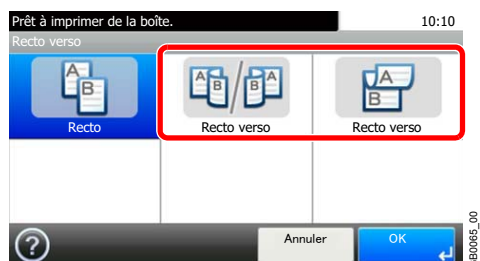 Prêt à imprimer de la boîte. 10:10
Recto verso
A B
A B B A
A B
Recto Recto verso Recto verso
? Annuler OK
B0065_00